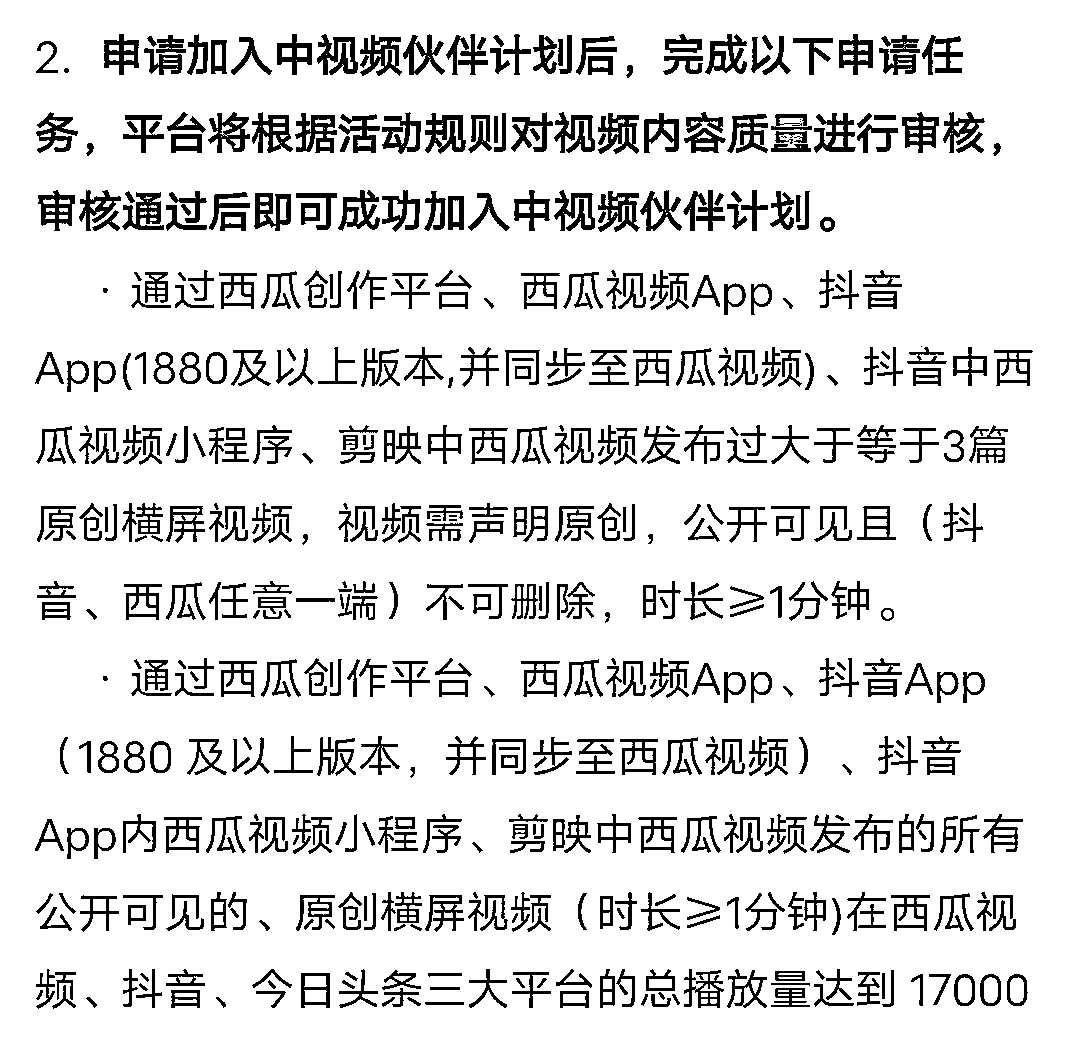 2. 申请加入中视频伙伴计划后，完成以下申请任
务，平台将根据活动规则对视频内容质量进行审核，
审核通过后即可成功加入中视频伙伴计划。
· 通过西瓜创作平台、西瓜视频App、抖音
App(1880及以上版本,并同步至西瓜视频)、抖音中西
瓜视频小程序、剪映中西瓜视频发布过大于等于3篇
原创横屏视频，视频需声明原创，公开可见且（抖
音、西瓜任意一端）不可删除，时长≥1分钟。
· 通过西瓜创作平台、西瓜视频App、抖音App
（1880 及以上版本，并同步至西瓜视频）、抖音
App内西瓜视频小程序、剪映中西瓜视频发布的所有
公开可见的、原创横屏视频（时长≥1分钟)在西瓜视
频、抖音、今日头条三大平台的总播放量达到 17000